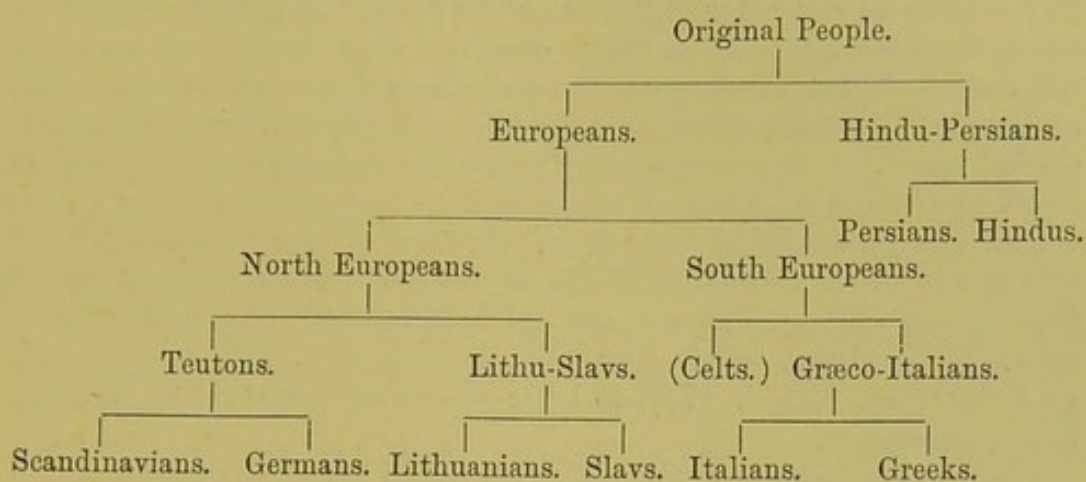 Original People.
Europeans. Hindu-Persians.
Persians. Hindus.
North Europeans. South Europeans.
Teutons. Lithu-Slavs. (Celts.) Græco-Italians.
Scandinavians. Germans. Lithuanians. Slavs. Italians. Greeks.